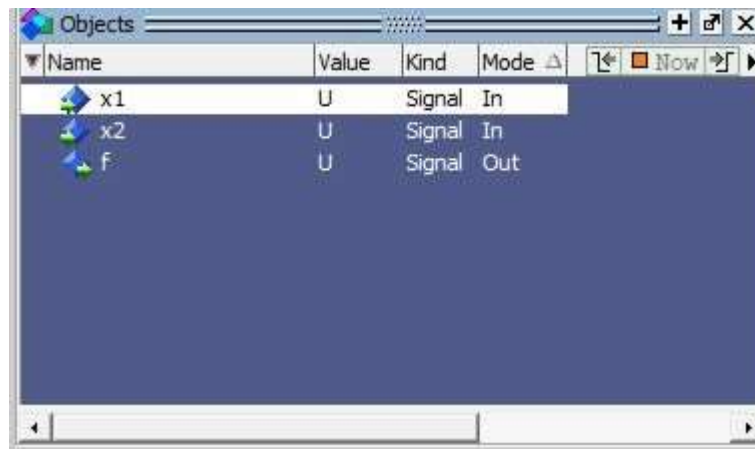 Objects
Name Value Kind Mode Now
x1 U Signal In
x2 U Signal In
f U Signal Out